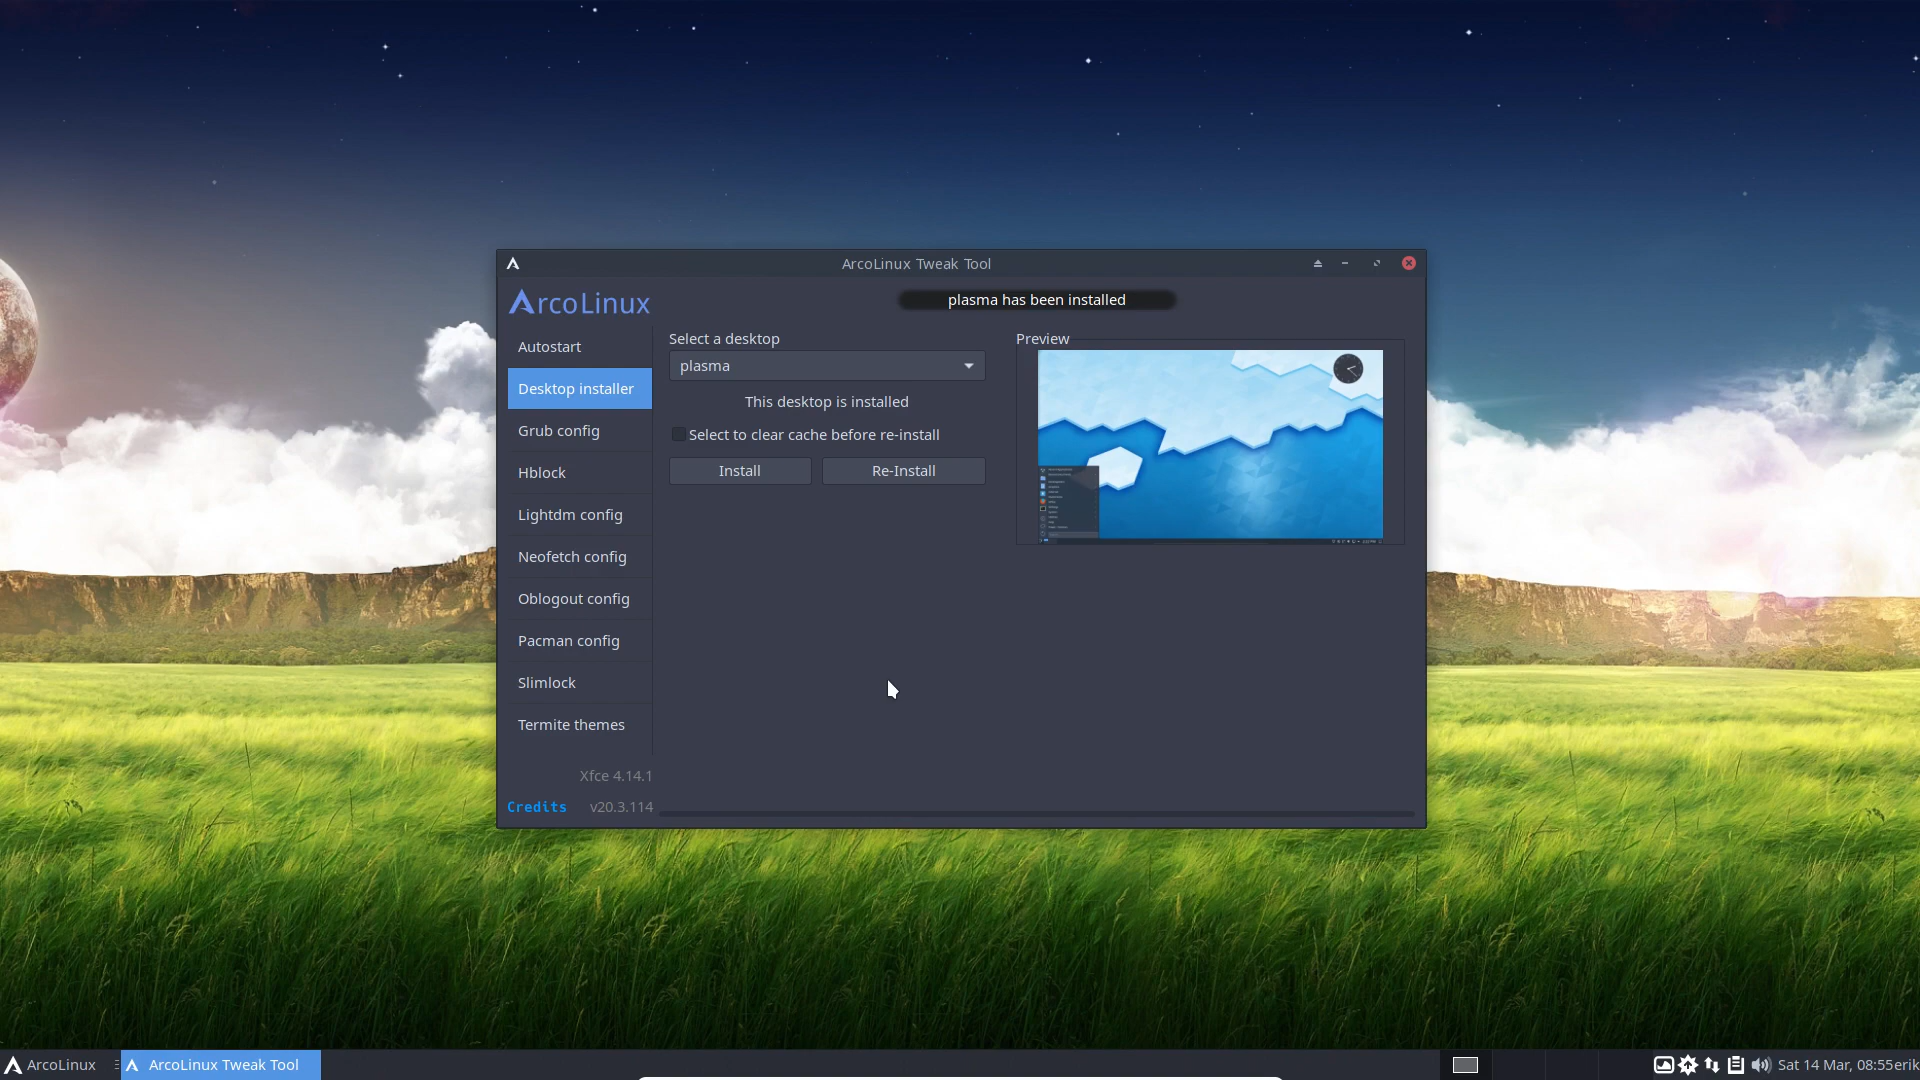 ArcoLinux Tweak Tool
ArcoLinux
plasma has been installed
Autostart
Desktop installer
Grub config
Hblock
Lightdm config
Neofetch config
Oblogout config
Pacman config
Slimlock
Termite themes
Xfce 4.14.1
Credits v20.3.114
Select a desktop
plasma
This desktop is installed
Select to clear cache before re-install
Install Re-Install
Preview
ArcoLinux ArcoLinux Tweak Tool Sat 14 Mar, 08:55erik